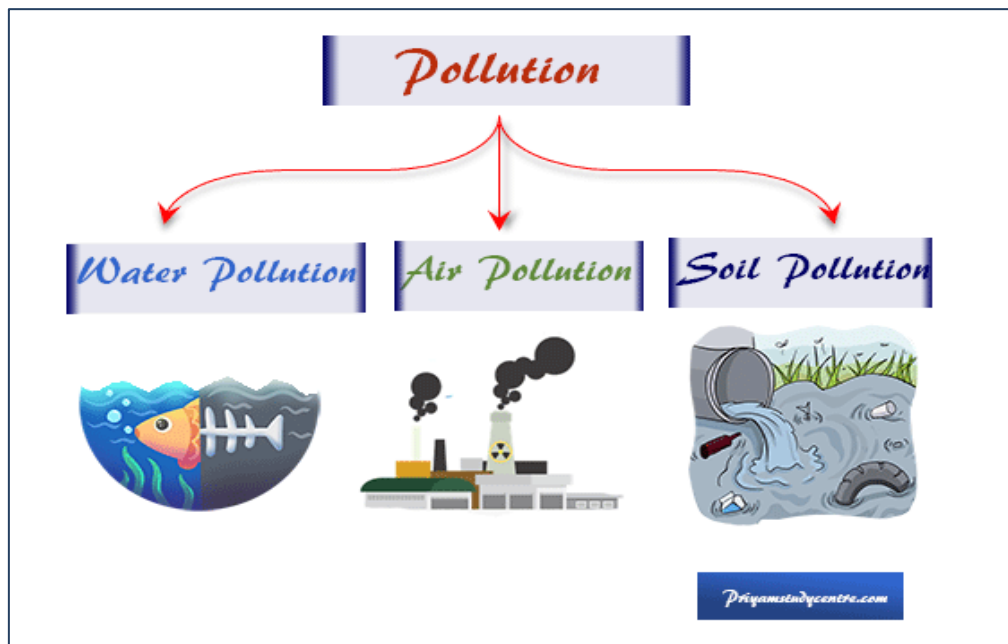 Pollution
Water Pollution
Air Pollution
Soil Pollution
Priyamstudycentre.com